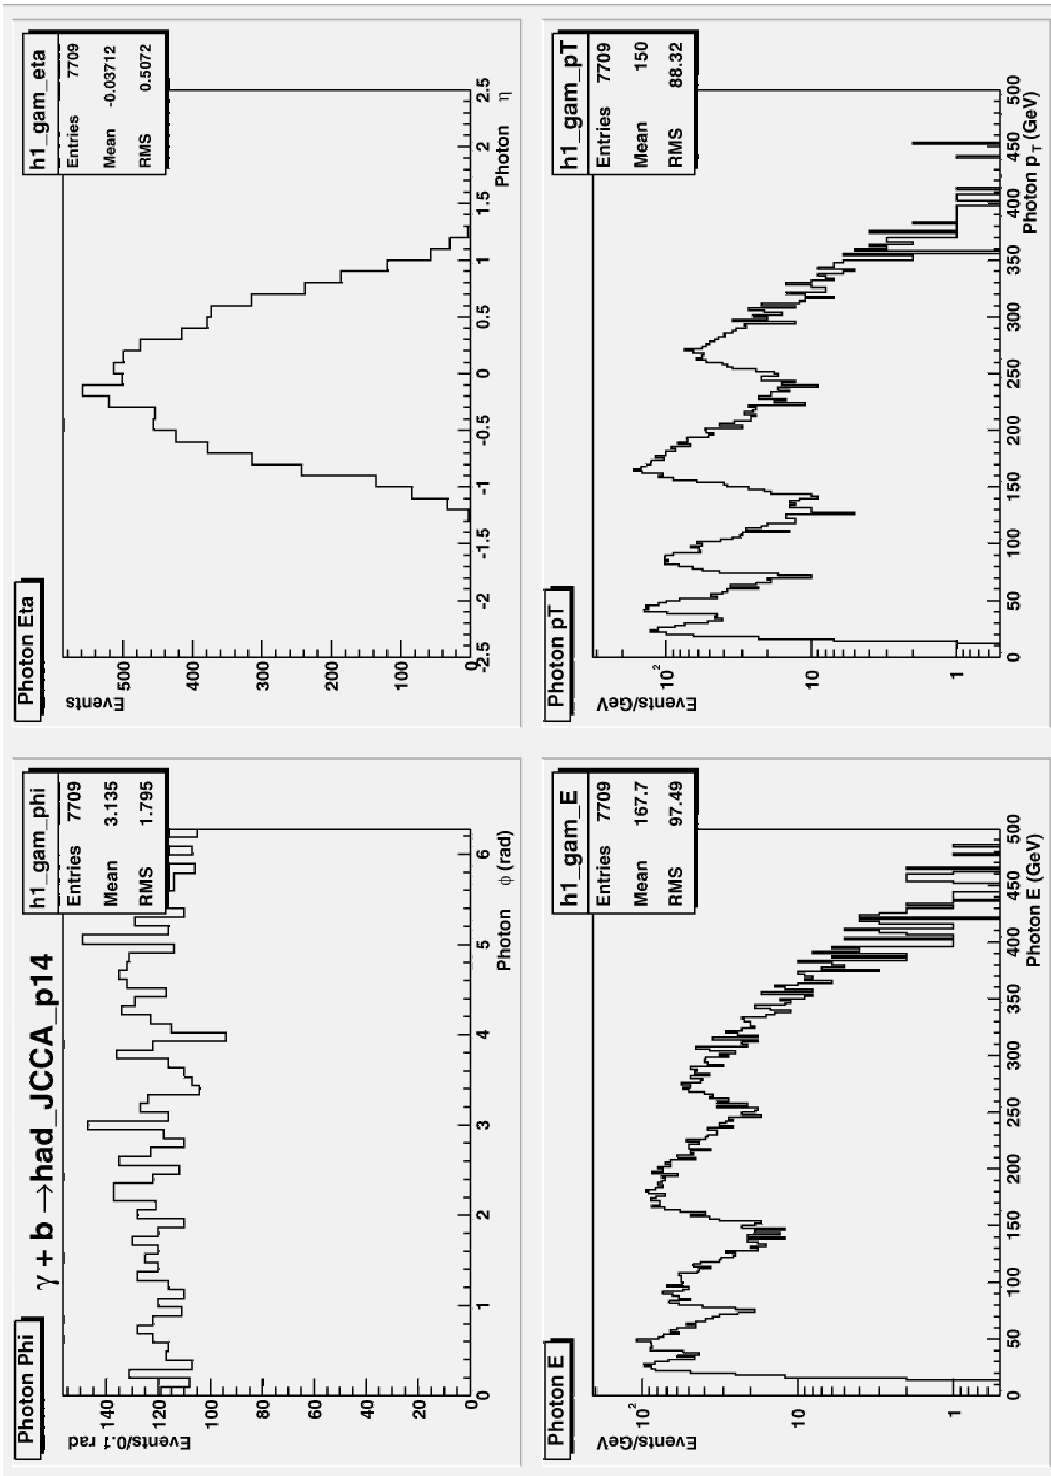 γ + b →had_JCCA_p14
Photon Phi
h1_gam_phi
Entries 7709
Mean 3.135
RMS 1.795
Events/0.1 rad
140
120
100
80
60
40
20
0
0 1 2 3 4 5 6
Photon ϕ (rad)
Photon Eta
h1_gam_eta
Entries 7709
Mean -0.03712
RMS 0.5072
Events
500
400
300
200
100
0
-2.5 -2 -1.5 -1 -0.5 0 0.5 1 1.5 2 2.5
Photon η
Photon E
h1_gam_E
Entries 7709
Mean 167.7
RMS 97.49
Events/GeV
10²
10
1
0 50 100 150 200 250 300 350 400 450 500
Photon E (GeV)
Photon pT
h1_gam_pT
Entries 7709
Mean 150
RMS 88.32
Events/GeV
10²
10
1
0 50 100 150 200 250 300 350 400 450 500
Photon p_T (GeV)